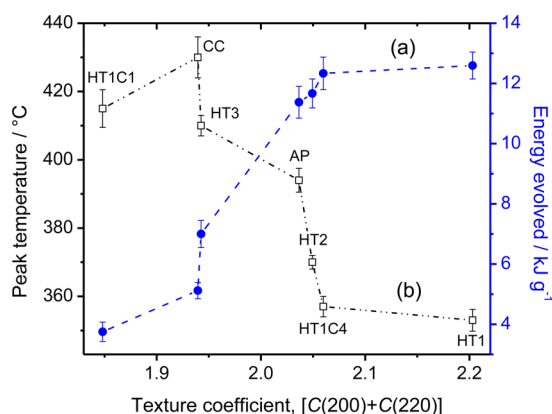 440
420
400
380
360
Peak temperature / °C
14
12
10
8
6
4
Energy evolved / kJ g⁻¹
(a)
(b)
HT1C1
CC
HT3
AP
HT2
HT1C4
HT1
1.9
2.0
2.1
2.2
Texture coefficient, [C(200)+C(220)]